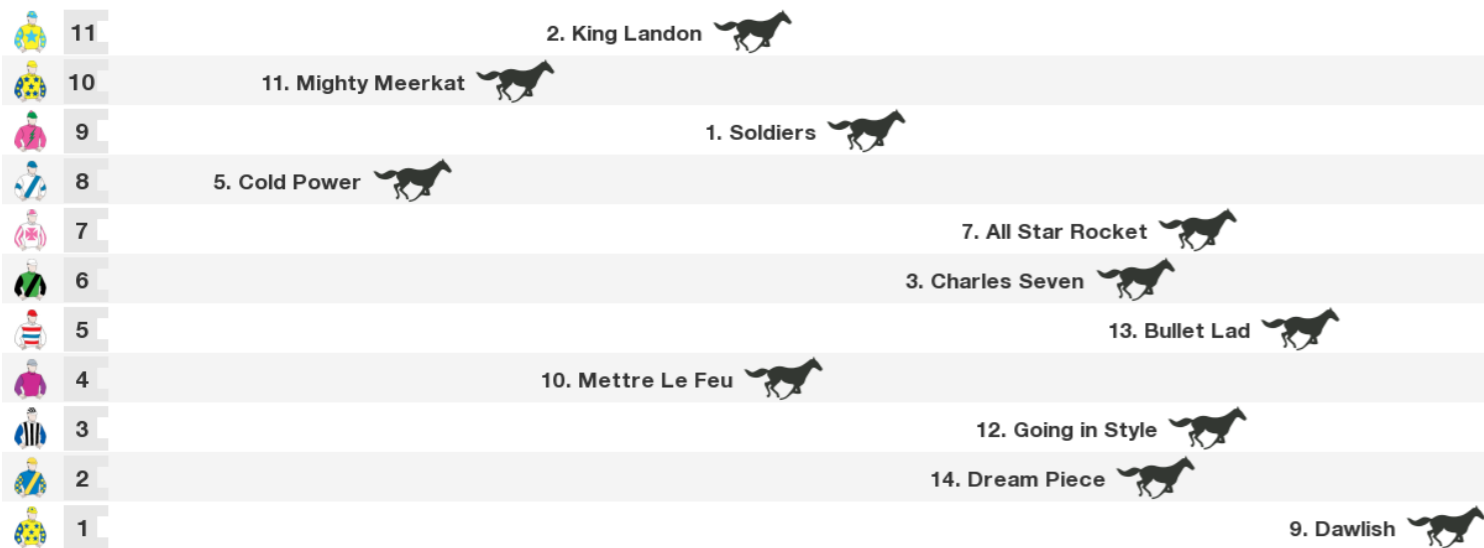 11 2. King Landon
10 11. Mighty Meerkat
9 1. Soldiers
8 5. Cold Power
7 7. All Star Rocket
6 3. Charles Seven
5 13. Bullet Lad
4 10. Mettre Le Feu
3 12. Going in Style
2 14. Dream Piece
1 9. Dawlish